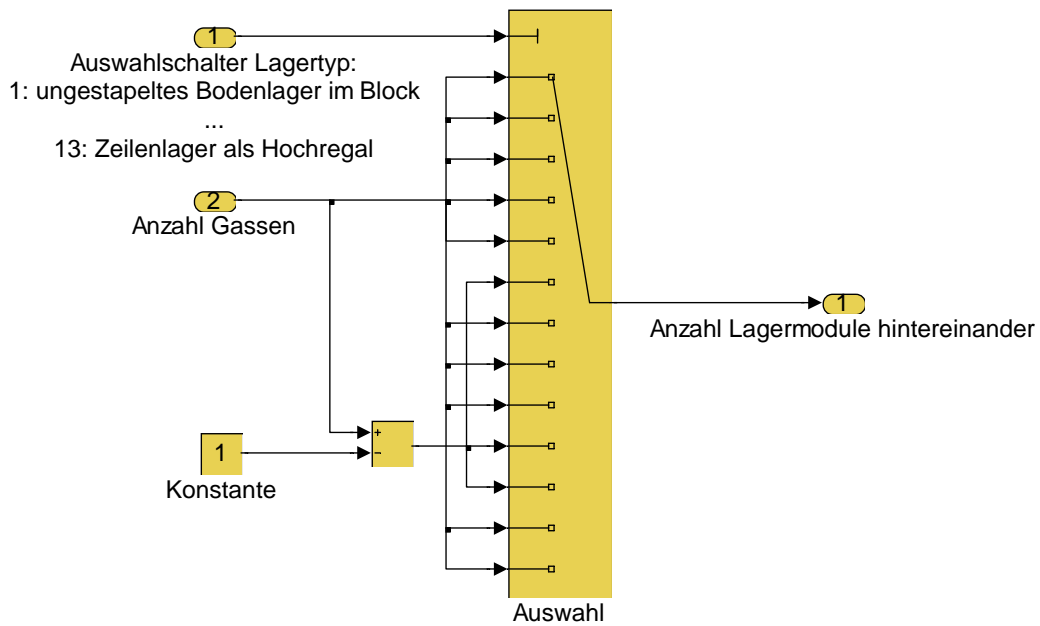 1
Auswahlschalter Lagertyp:
1: ungestapeltes Bodenlager im Block
...
13: Zeilenlager als Hochregal
2
Anzahl Gassen
1
Anzahl Lagermodule hintereinander
+
−
1
Konstante
Auswahl